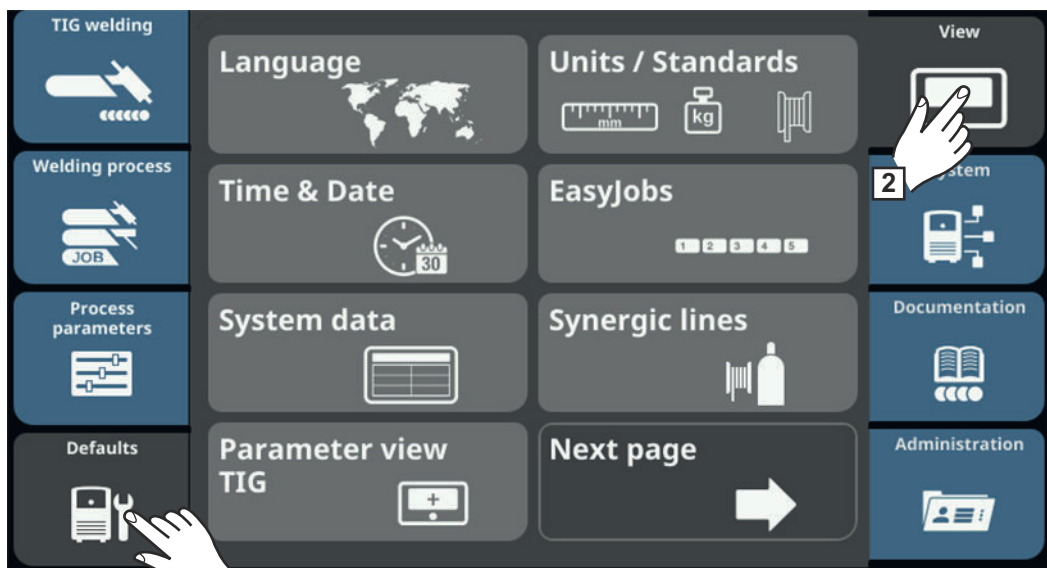 TIG welding
Welding process
JOB
Process
parameters
Defaults
Language
Units / Standards
mm
kg
Time & Date
30
EasyJobs
1 2 3 4 5
System data
Synergic lines
Parameter view
TIG
Next page
View
2
stem
Documentation
Administration